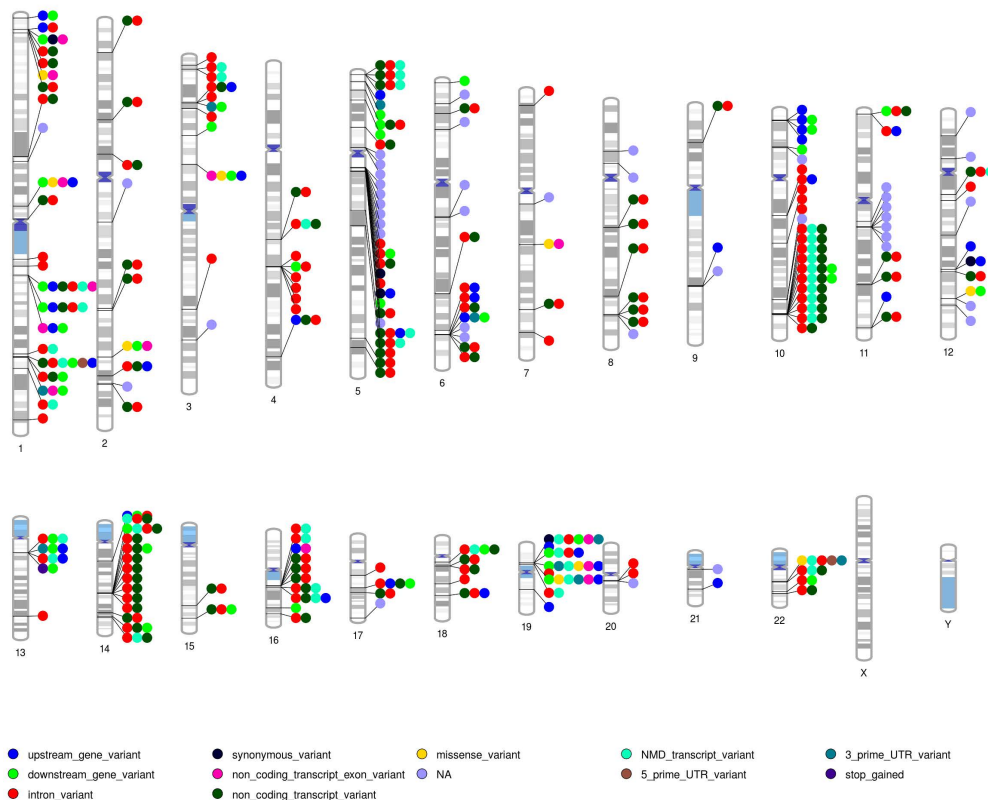 1
2
3
4
5
6
7
8
9
10
11
12
13
14
15
16
17
18
19
20
21
22
X
Y
upstream_gene_variant
synonymous_variant
missense_variant
NMD_transcript_variant
3_prime_UTR_variant
downstream_gene_variant
non_coding_transcript_exon_variant
NA
5_prime_UTR_variant
stop_gained
intron_variant
non_coding_transcript_variant